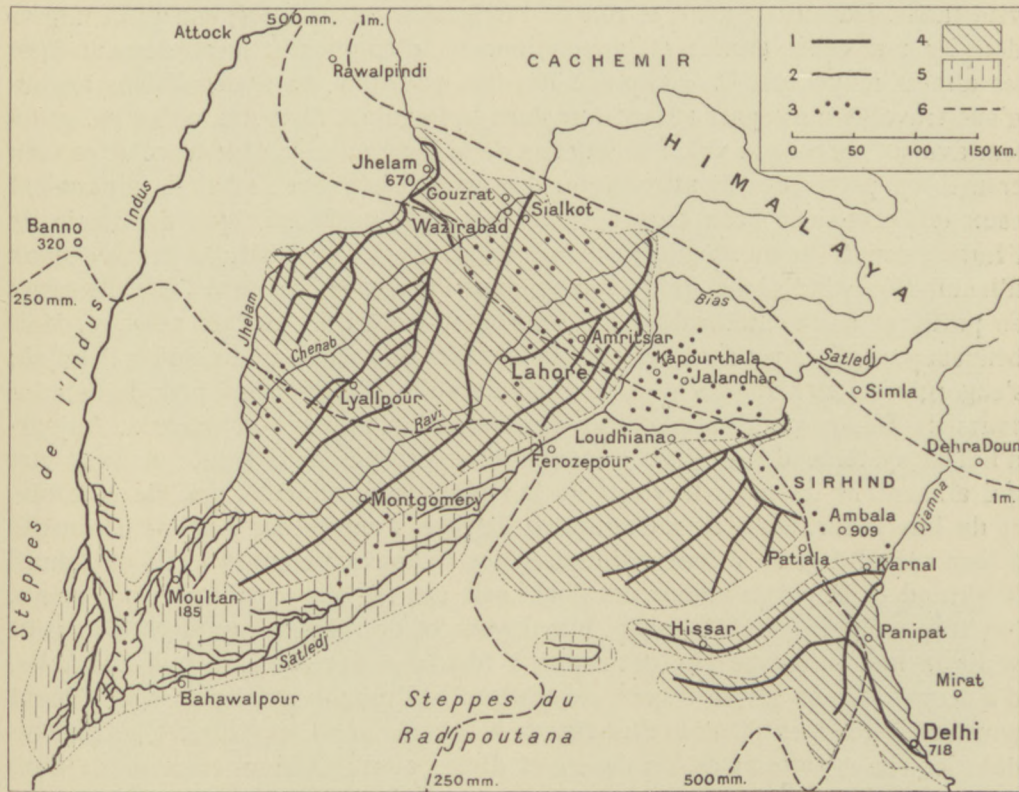 500 mm.
1 m.
Attock
Rawalpindi
CACHEMIR
1
2
3
4
5
6
0 50 100 150 Km.
HIMALAYA
Jhelam
670
Gouzrat
Sialkot
Wazirabad
Banno
320
Indus
250 mm.
Jhelam
Chenab
Bias
Amritsar
Kapourthala
Satledj
Lahore
Jalandhar
Simla
Lyallpour
Ravi
Loudhiana
Ferozepour
Dehra Doun
SIRHIND
1 m.
Montgomery
Ambala
909
Djamna
Patiala
Karnal
Steppes de l'Indus
Moultan
185
Hissar
Panipat
Satledj
Bahawalpour
Mirat
Steppes du
Radjpoutana
Delhi
718
250 mm.
500 mm.